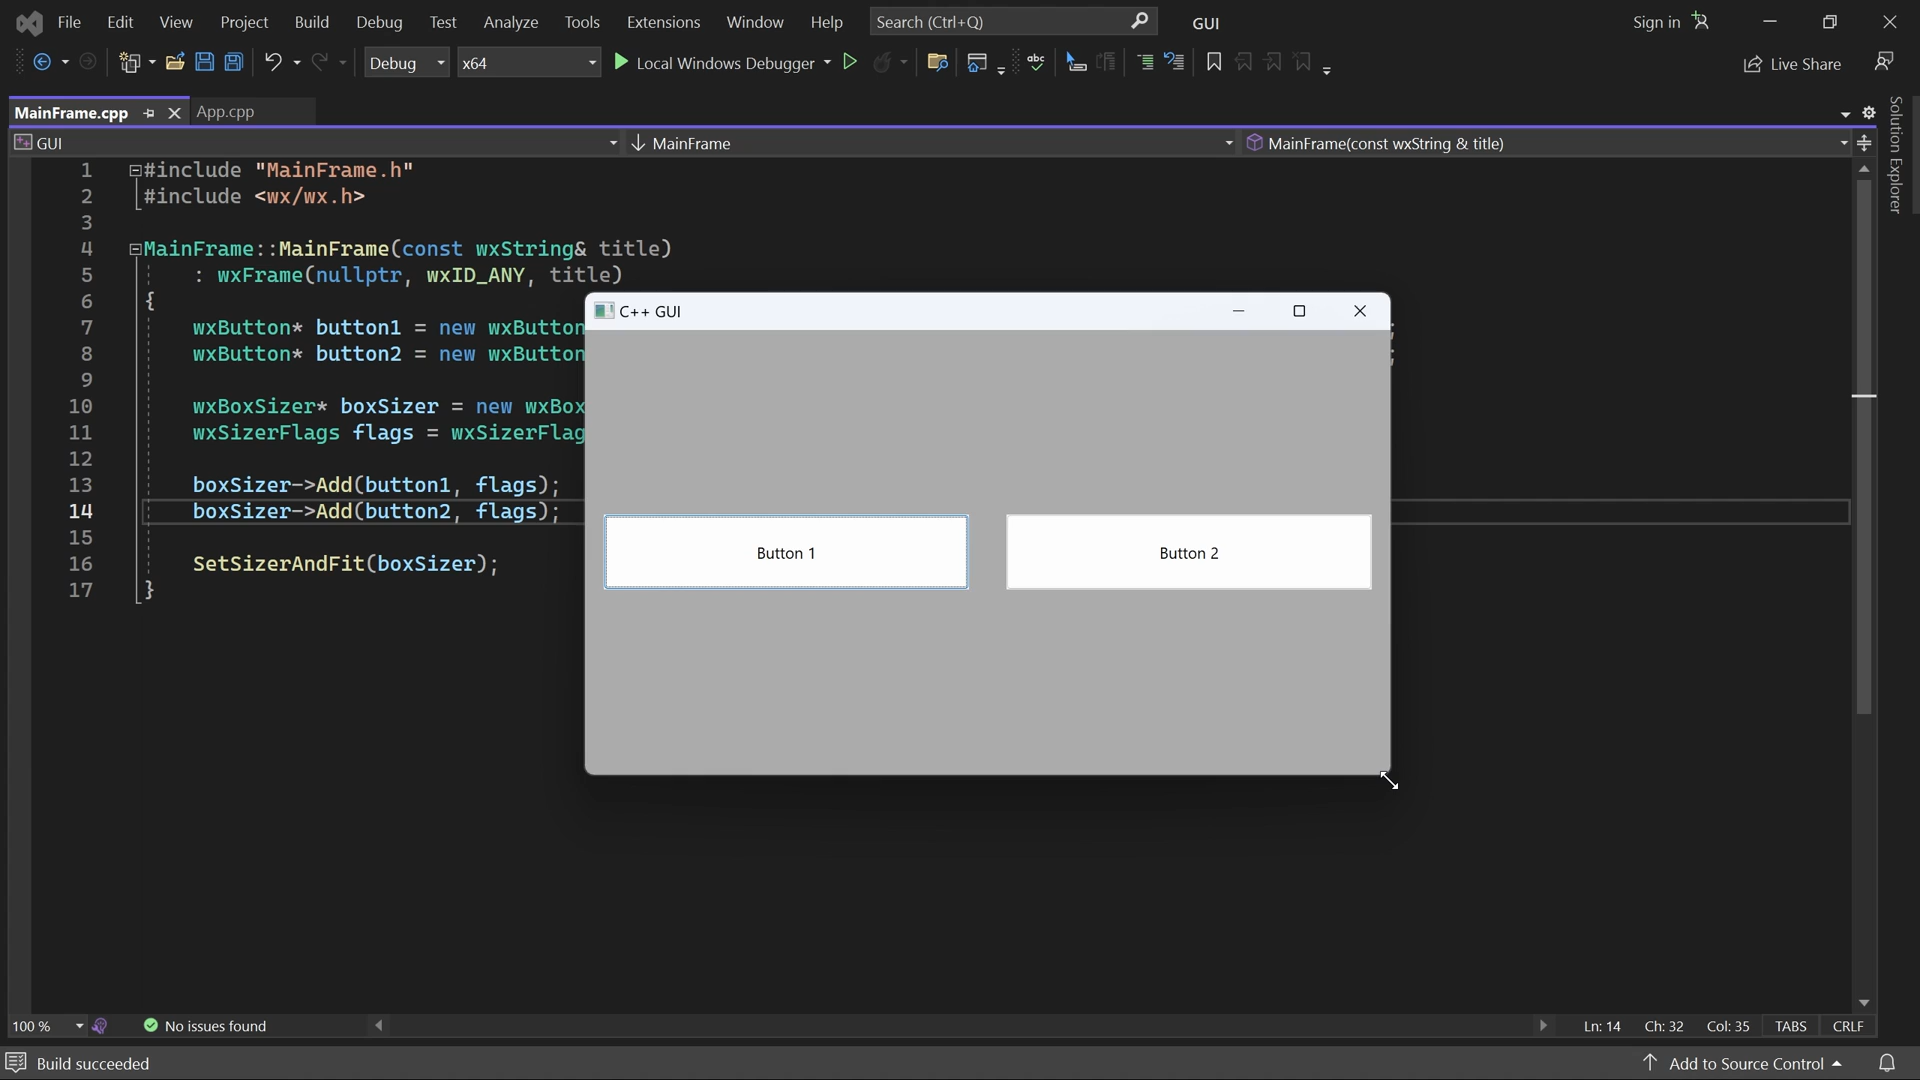 File Edit View Project Build Debug Test Analyze Tools Extensions Window Help Search (Ctrl+Q) GUI Sign in
Debug x64 Local Windows Debugger abc Live Share
MainFrame.cpp App.cpp
GUI MainFrame MainFrame(const wxString & title)
Solution Explorer
1 #include "MainFrame.h"
2 #include <wx/wx.h>
3
4 MainFrame::MainFrame(const wxString& title)
5 : wxFrame(nullptr, wxID_ANY, title)
6 {
7 wxButton* button1 = new wxButton ;
8 wxButton* button2 = new wxButton ;
9
10 wxBoxSizer* boxSizer = new wxBox
11 wxSizerFlags flags = wxSizerFlag
12
13 boxSizer->Add(button1, flags);
14 boxSizer->Add(button2, flags);
15
16 SetSizerAndFit(boxSizer);
17 }
C++ GUI
Button 1 Button 2
100 % No issues found Ln: 14 Ch: 32 Col: 35 TABS CRLF
Build succeeded Add to Source Control